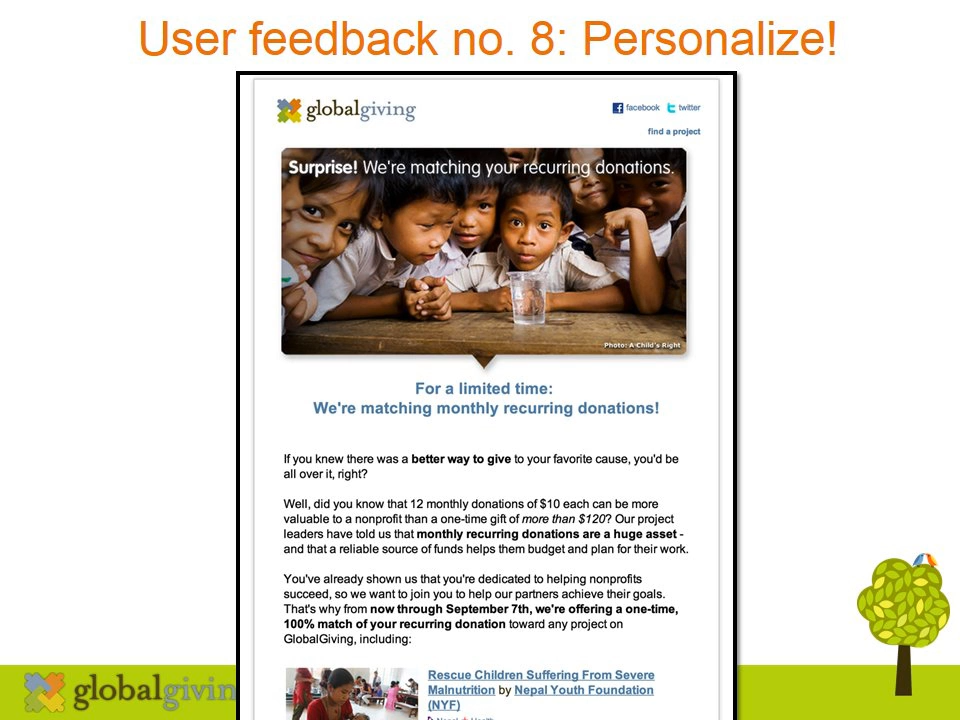 User feedback no. 8: Personalize!
globalgiving
facebook twitter
find a project
Surprise! We're matching your recurring donations.
Photo: A Child's Right
For a limited time:
We're matching monthly recurring donations!
If you knew there was a better way to give to your favorite cause, you'd be
all over it, right?
Well, did you know that 12 monthly donations of $10 each can be more
valuable to a nonprofit than a one-time gift of more than $120? Our project
leaders have told us that monthly recurring donations are a huge asset -
and that a reliable source of funds helps them budget and plan for their work.
You've already shown us that you're dedicated to helping nonprofits
succeed, so we want to join you to help our partners achieve their goals.
That's why from now through September 7th, we're offering a one-time,
100% match of your recurring donation toward any project on
GlobalGiving, including:
Rescue Children Suffering From Severe
Malnutrition by Nepal Youth Foundation
(NYF)
globalgivin